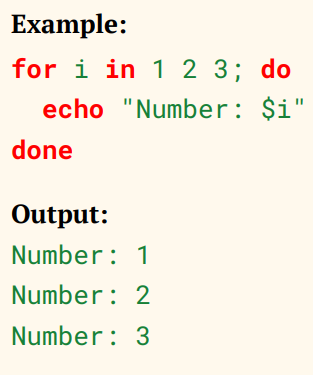 Example:
for i in 1 2 3; do
  echo "Number: $i"
done
Output:
Number: 1
Number: 2
Number: 3